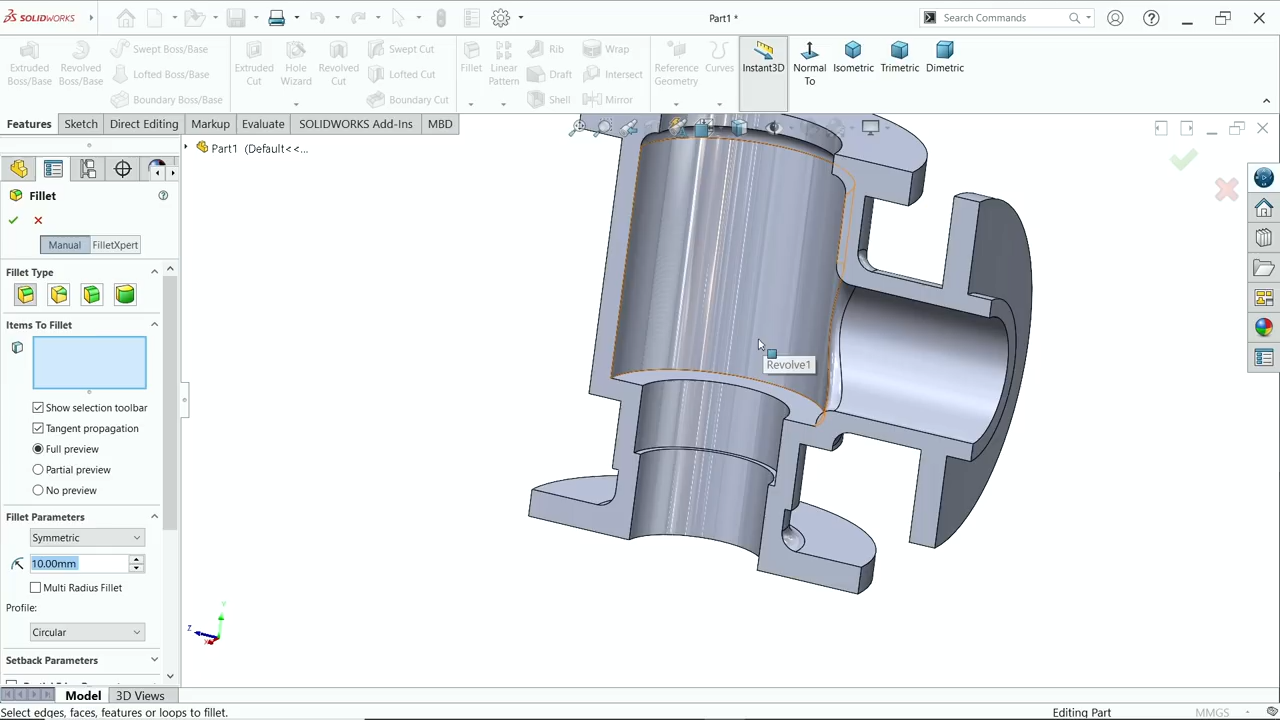 SOLIDWORKS
Part1 *
Search Commands
Extruded
Boss/Base
Revolved
Boss/Base
Swept Boss/Base
Lofted Boss/Base
Boundary Boss/Base
Extruded
Cut
Hole
Wizard
Revolved
Cut
Swept Cut
Lofted Cut
Boundary Cut
Fillet
Linear
Pattern
Rib
Draft
Shell
Wrap
Intersect
Mirror
Reference
Geometry
Curves
Instant3D
Normal
To
Isometric
Trimetric
Dimetric
Features
Sketch
Direct Editing
Markup
Evaluate
SOLIDWORKS Add-Ins
MBD
Part1 (Default<<...
Fillet
Manual
FilletXpert
Fillet Type
Items To Fillet
Show selection toolbar
Tangent propagation
Full preview
Partial preview
No preview
Fillet Parameters
Symmetric
10.00mm
Multi Radius Fillet
Profile:
Circular
Setback Parameters
Revolve1
Y
Z
X
Model
3D Views
Select edges, faces, features or loops to fillet.
Editing Part
MMGS